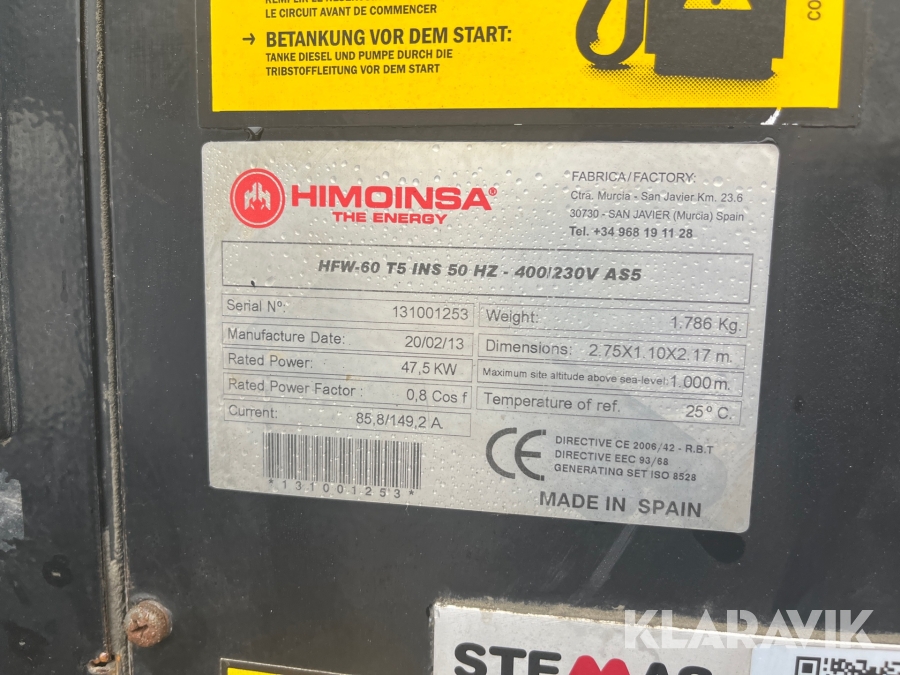 LE CIRCUIT AVANT DE COMMENCER
→ BETANKUNG VOR DEM START:
TANKE DIESEL UND PUMPE DURCH DIE
TRIBSTOFFLEITUNG VOR DEM START
CO
HIMOINSA®
THE ENERGY
FABRICA/FACTORY:
Ctra. Murcia - San Javier Km. 23.6
30730 - SAN JAVIER (Murcia) Spain
Tel. +34 968 19 11 28
HFW-60 T5 INS 50 HZ - 400/230V AS5
Serial Nº: 131001253
Manufacture Date: 20/02/13
Rated Power: 47,5 KW
Rated Power Factor : 0,8 Cos f
Current: 85,8/149,2 A
Weight: 1.786 Kg.
Dimensions: 2.75X1.10X2.17 m.
Maximum site altitude above sea-level: 1.000m.
Temperature of ref. 25º C.
*131001253*
CE
DIRECTIVE CE 2006/42 - R.B.T
DIRECTIVE EEC 93/68
GENERATING SET ISO 8528
MADE IN SPAIN
STEMAC
KLARAVIK